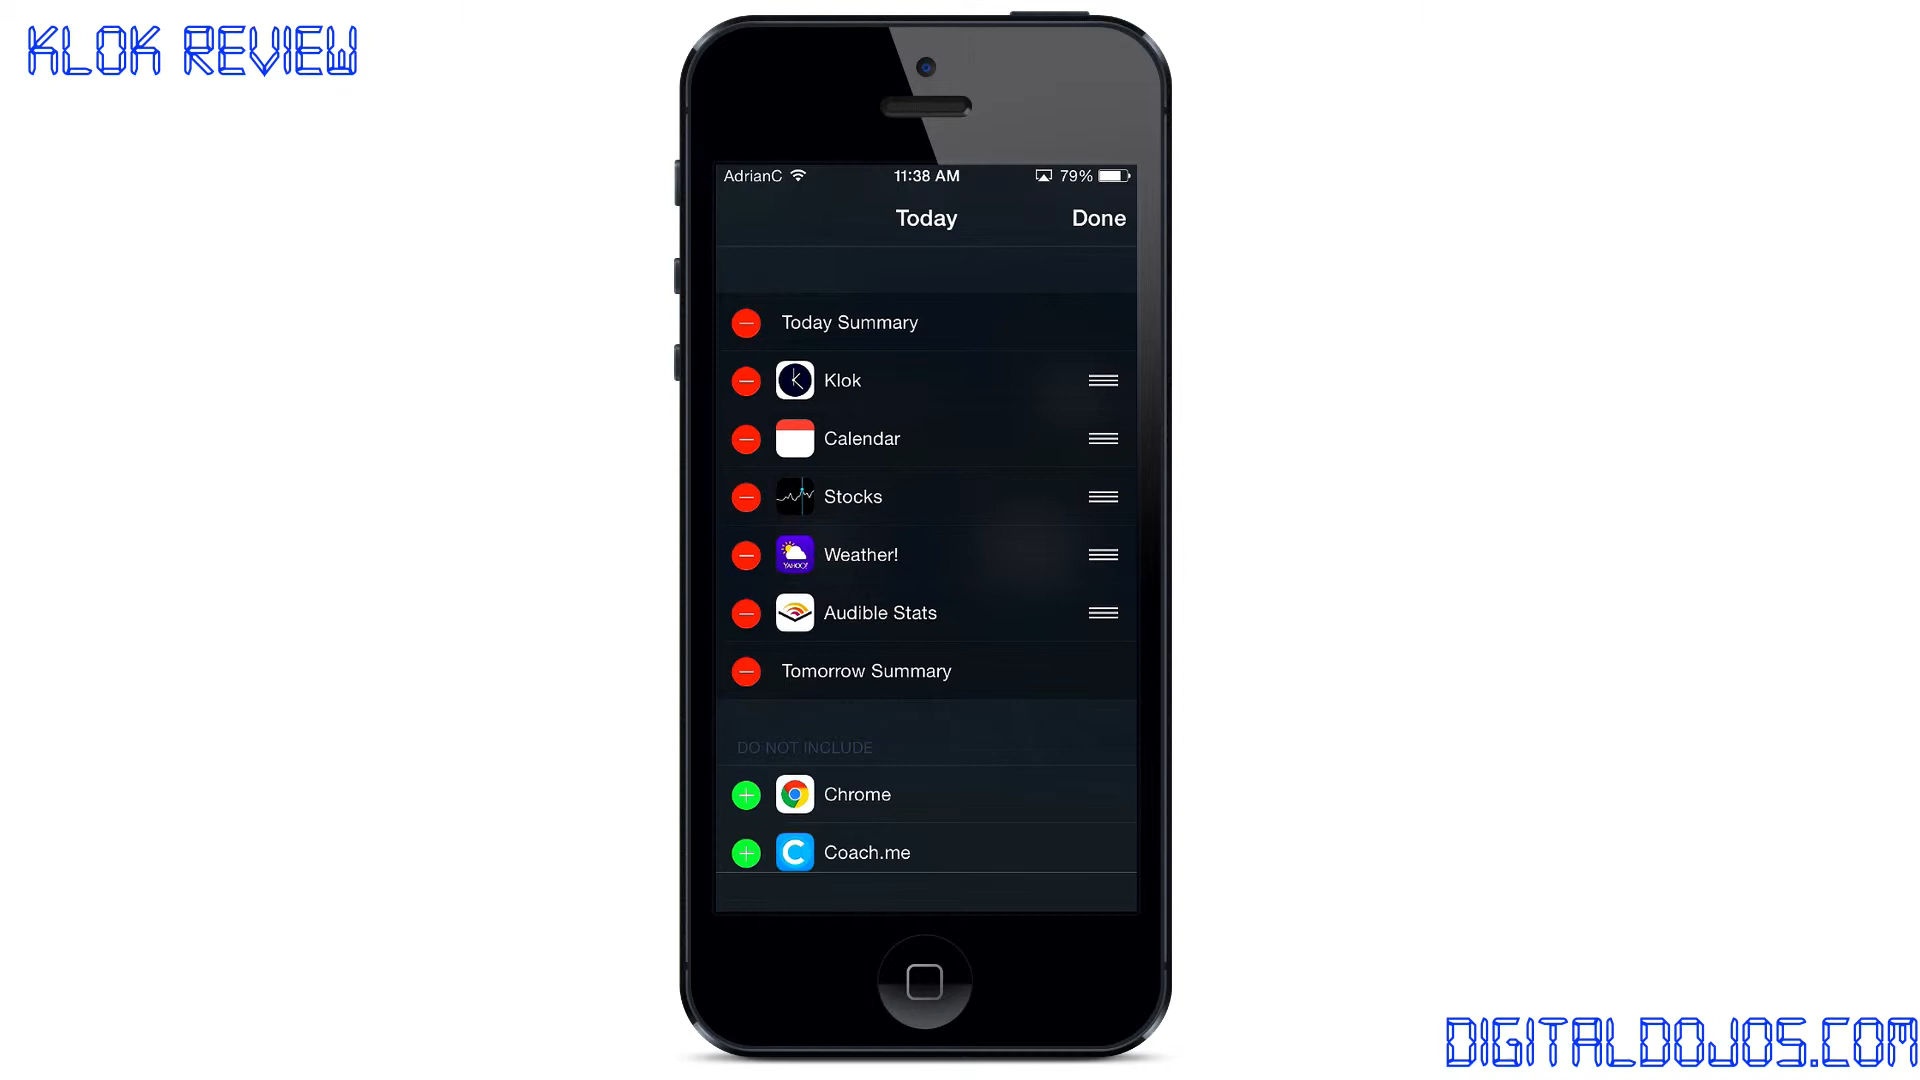 KLOK REVIEW
AdrianC 11:38 AM 79%
Today Done
Today Summary
Klok
Calendar
Stocks
YAHOO! Weather!
Audible Stats
Tomorrow Summary
DO NOT INCLUDE
Chrome
C Coach.me
DIGITALDOJOS.COM